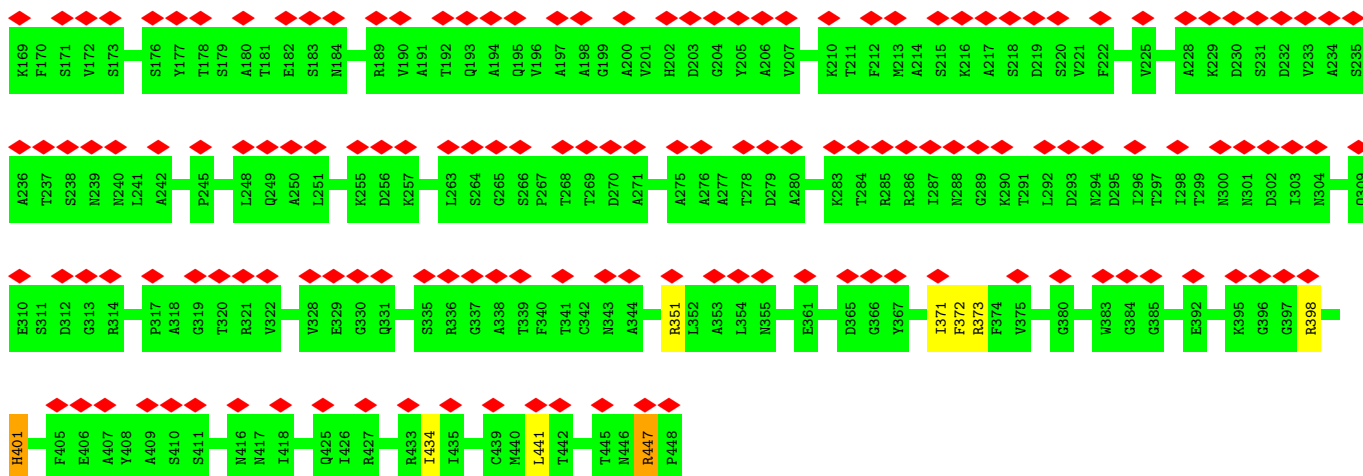 K169 F170 S171 V172 S173 S176 Y177 T178 S179 A180 T181 E182 S183 N184 R189 V190 A191 T192 Q193 A194 Q195 V196 A197 A198 G199 A200 V201 H202 D203 G204 Y205 A206 V207 K210 T211 F212 M213 A214 S215 K216 A217 S218 D219 S220 V221 F222 V225 A228 K229 D230 S231 D232 V233 A234 S235
A236 T237 S238 N239 N240 L241 A242 P245 L248 Q249 A250 L251 K255 D256 K257 L263 S264 G265 S266 P267 T268 T269 D270 A271 A275 A276 A277 T278 D279 A280 K283 T284 R285 R286 I287 N288 G289 K290 T291 L292 D293 N294 D295 I296 T297 I298 T299 N300 N301 D302 I303 N304
E310 S311 D312 G313 R314 P317 A318 G319 T320 R321 V322 V328 E329 G330 Q331 S335 R336 G337 A338 T339 F340 T341 C342 N343 A344 R351 L352 A353 L354 N355 E361 D365 G366 Y367 I371 F372 R373 F374 V375 G380 W383 G384 G385 E392 K395 G396 G397 R398
H401 F405 E406 A407 Y408 A409 S410 S411 N416 N417 I418 Q425 I426 R427 R433 I434 I435 C439 M440 L441 T442 T445 N446 R447 P448